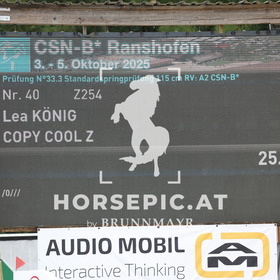 CSN-B* Ranshofen
3. - 5. Oktober 2025
Prüfung N°33.3 Standardspringprüfung 115 cm RV: A2 CSN-B*
Nr. 40 Z254
Lea KÖNIG
COPY COOL Z
25.
/0///
HORSEPIC.AT
by BRUNNMAYR
AUDIO MOBIL
Interactive Thinking